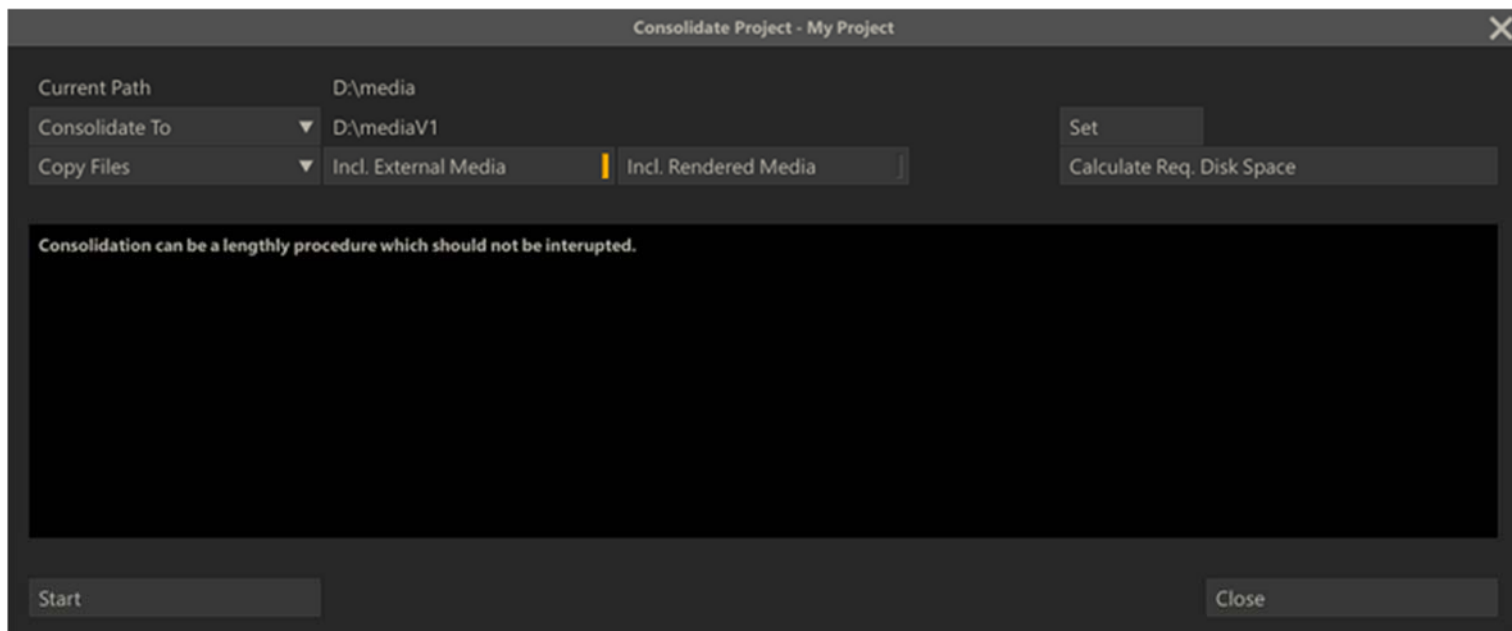 Consolidate Project - My Project
Current Path D:\media
Consolidate To D:\mediaV1 Set
Copy Files Incl. External Media Incl. Rendered Media Calculate Req. Disk Space
Consolidation can be a lengthly procedure which should not be interupted.
Start Close